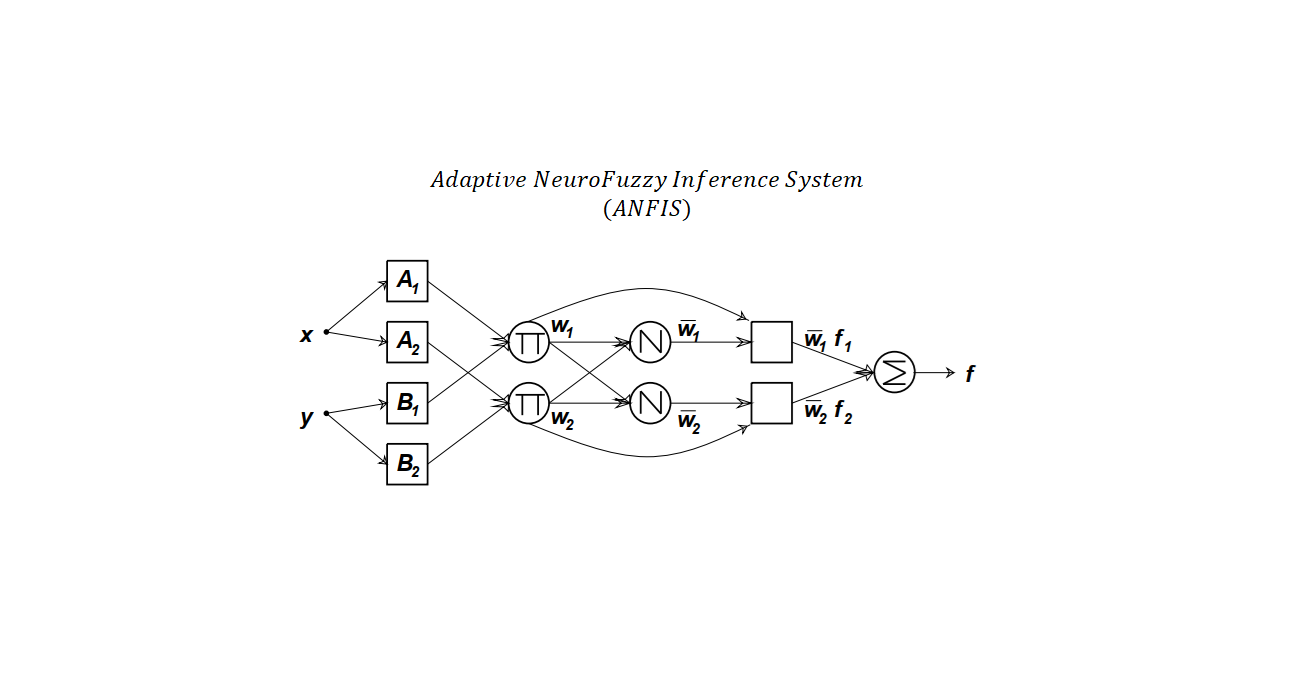 Adaptive NeuroFuzzy Inference System
(ANFIS)
x
y
A₁
A₂
B₁
B₂
Π
Π
w₁
w₂
N
N
w̅₁
w̅₂
w̅₁ f₁
w̅₂ f₂
Σ
f